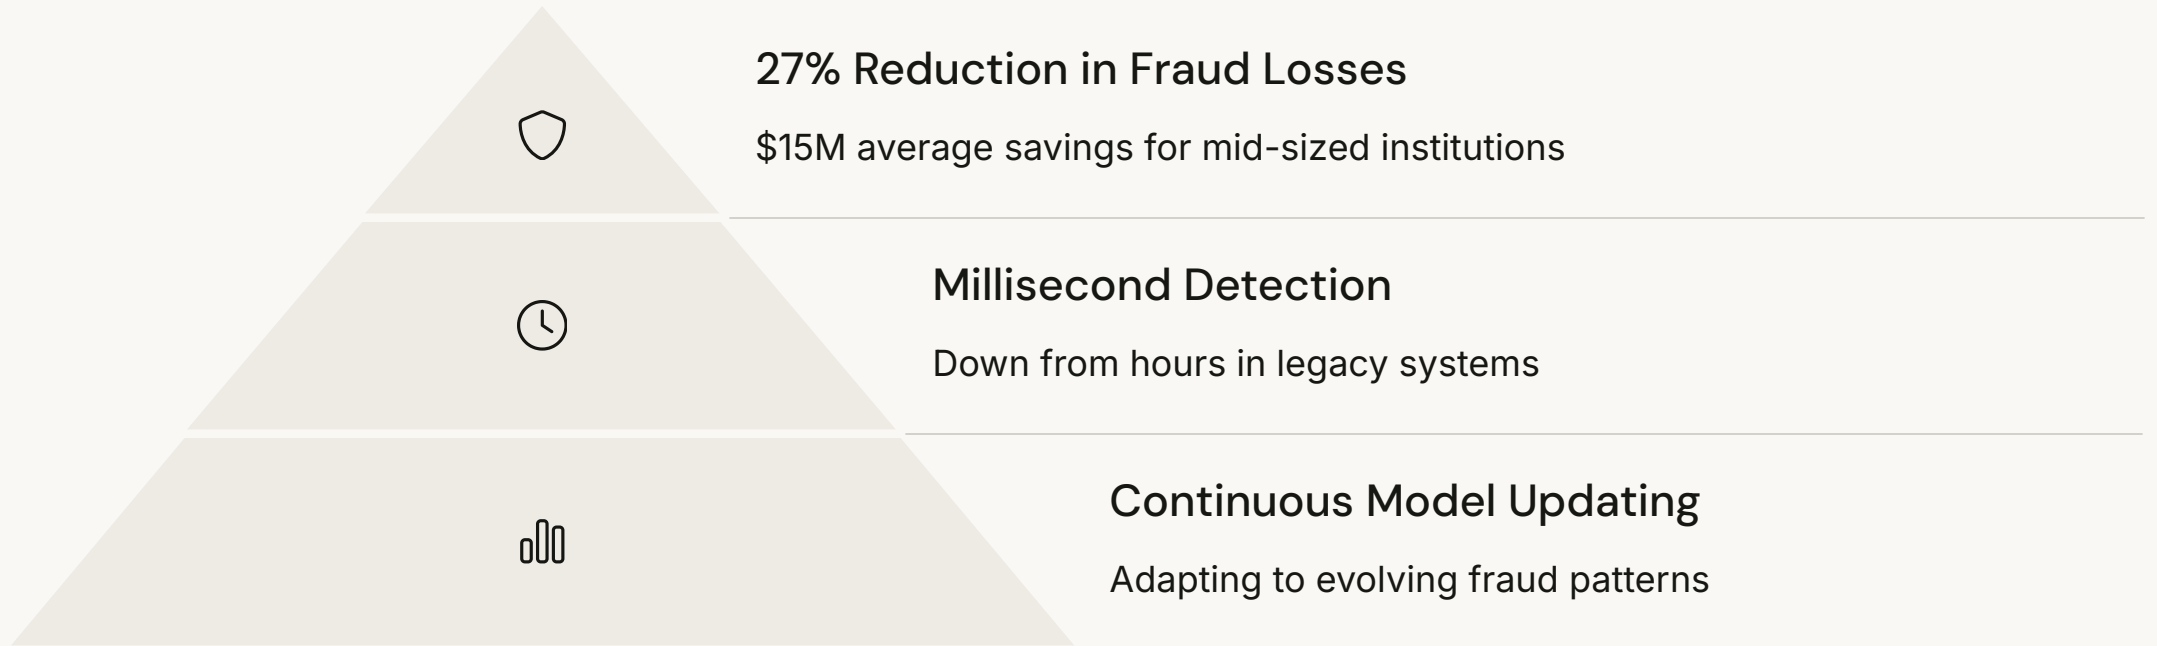 27% Reduction in Fraud Losses
$15M average savings for mid-sized institutions
Millisecond Detection
Down from hours in legacy systems
Continuous Model Updating
Adapting to evolving fraud patterns